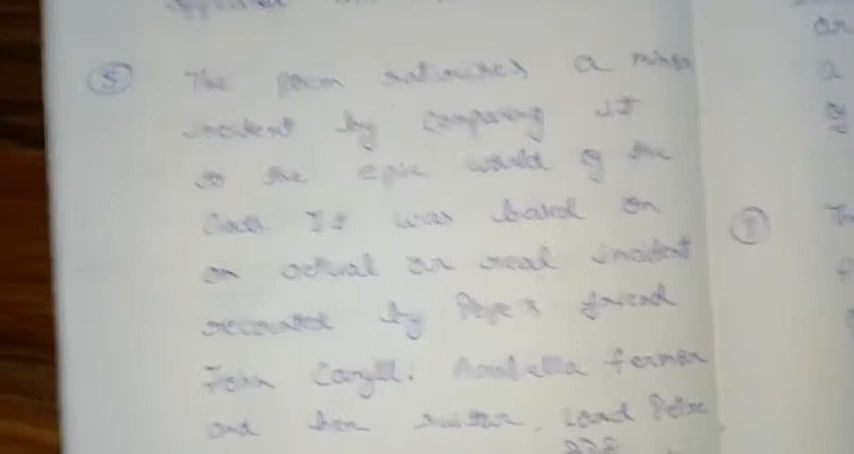 ⑤ The poem satirises a minor
incident by comparing it
to the epic world of the
Gods. It was based on
an actual or real incident
recounted by Pope's friend
John Caryll. Arabella Fermor
and her suitor, Lord Petre